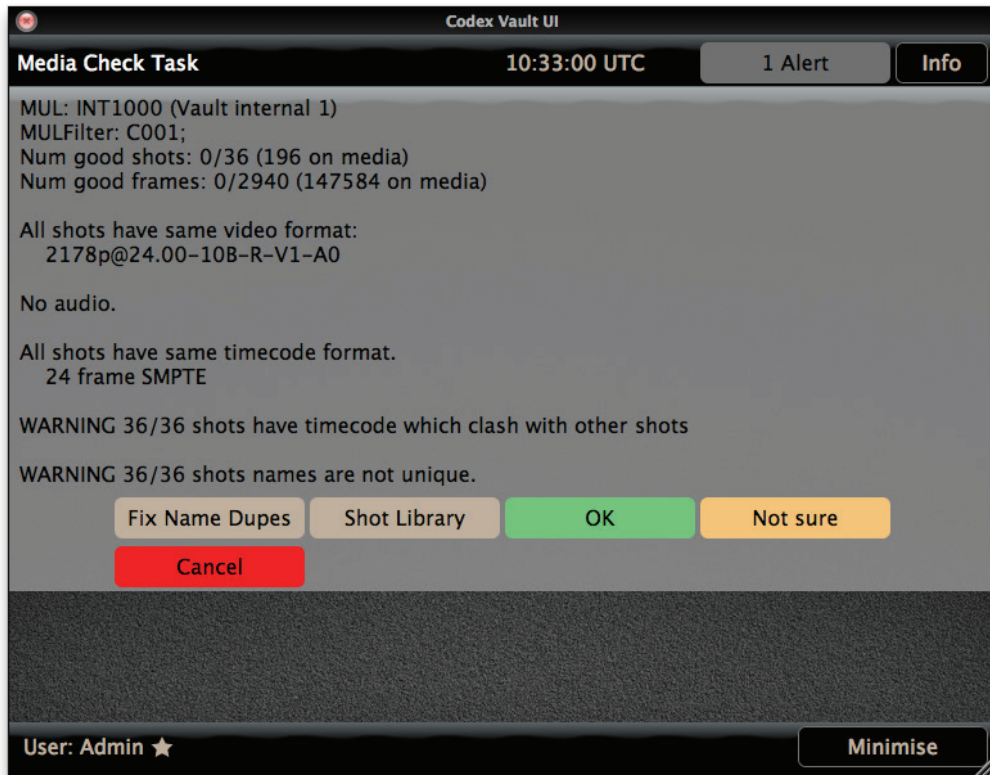 Codex Vault UI
Media Check Task 10:33:00 UTC 1 Alert Info
MUL: INT1000 (Vault internal 1)
MULFilter: C001;
Num good shots: 0/36 (196 on media)
Num good frames: 0/2940 (147584 on media)
All shots have same video format:
2178p@24.00-10B-R-V1-A0
No audio.
All shots have same timecode format.
24 frame SMPTE
WARNING 36/36 shots have timecode which clash with other shots
WARNING 36/36 shots names are not unique.
Fix Name Dupes Shot Library OK Not sure
Cancel
User: Admin ★ Minimise